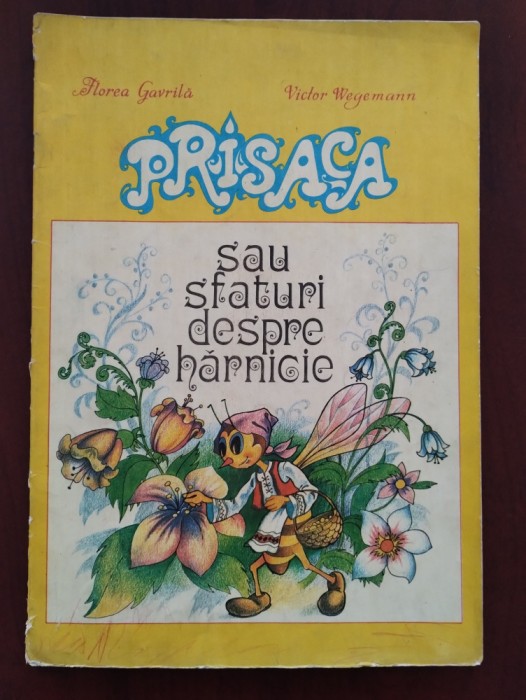 Florea Gavrilă Victor Wegemann
PRISACA
sau
sfaturi
despre
hărnicie